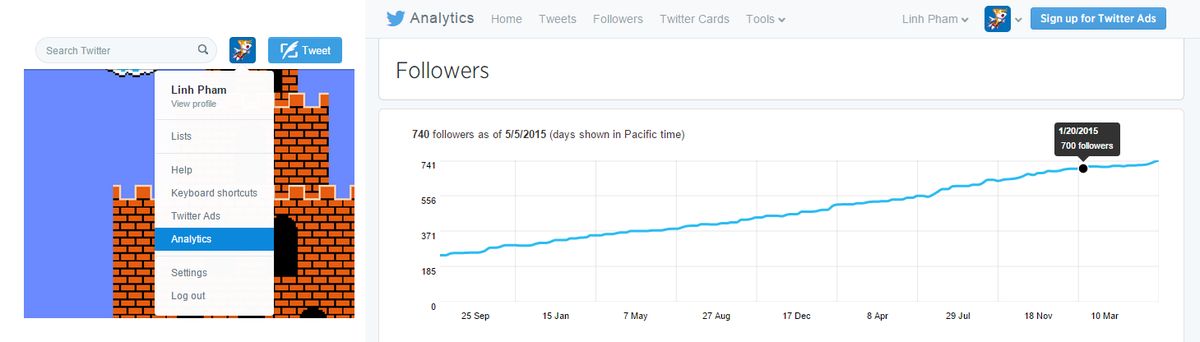 Search Twitter
Tweet
Linh Pham
View profile
Lists
Help
Keyboard shortcuts
Twitter Ads
Analytics
Settings
Log out
Analytics Home Tweets Followers Twitter Cards Tools Linh Pham Sign up for Twitter Ads
Followers
740 followers as of 5/5/2015 (days shown in Pacific time)
1/20/2015
700 followers
741
556
371
185
0
25 Sep 15 Jan 7 May 27 Aug 17 Dec 8 Apr 29 Jul 18 Nov 10 Mar